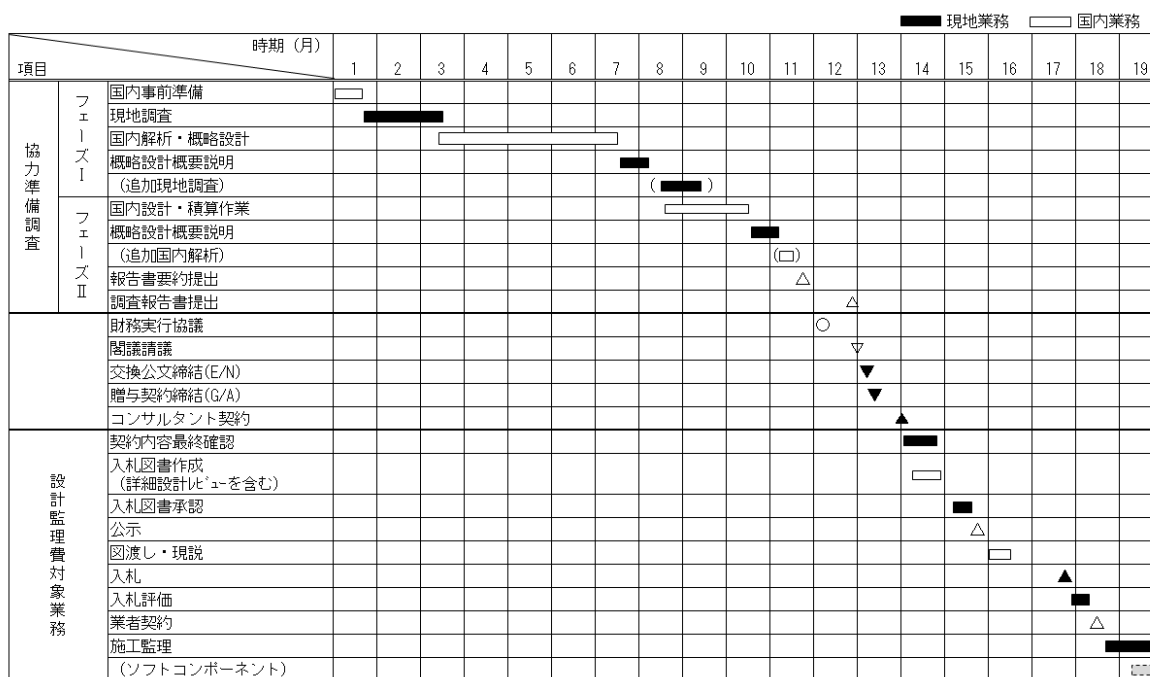 現地業務 国内業務
時期（月）
項目 1 2 3 4 5 6 7 8 9 10 11 12 13 14 15 16 17 18 19
協力準備調査
フェーズⅠ
国内事前準備
現地調査
国内解析・概略設計
概略設計概要説明
（追加現地調査）
フェーズⅡ
国内設計・積算作業
概略設計概要説明
（追加国内解析）
報告書要約提出
調査報告書提出
財務実行協議
閣議請議
交換公文締結(E/N)
贈与契約締結(G/A)
コンサルタント契約
設計監理費対象業務
契約内容最終確認
入札図書作成
（詳細設計ﾚﾋﾞｭｰを含む）
入札図書承認
公示
図渡し・現説
入札
入札評価
業者契約
施工監理
（ソフトコンポーネント）